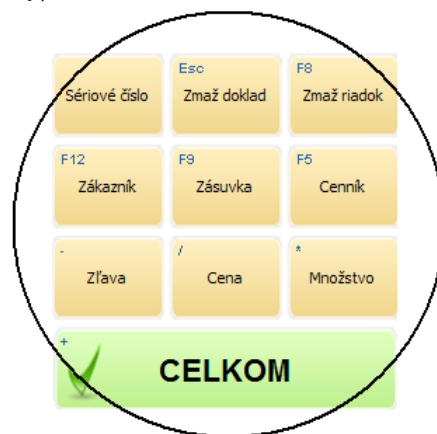 Sériové číslo
Esc
Zmaž doklad
F8
Zmaž riadok
F12
Zákazník
F9
Zásuvka
F5
Cenník
-
Zľava
/
Cena
*
Množstvo
+
CELKOM